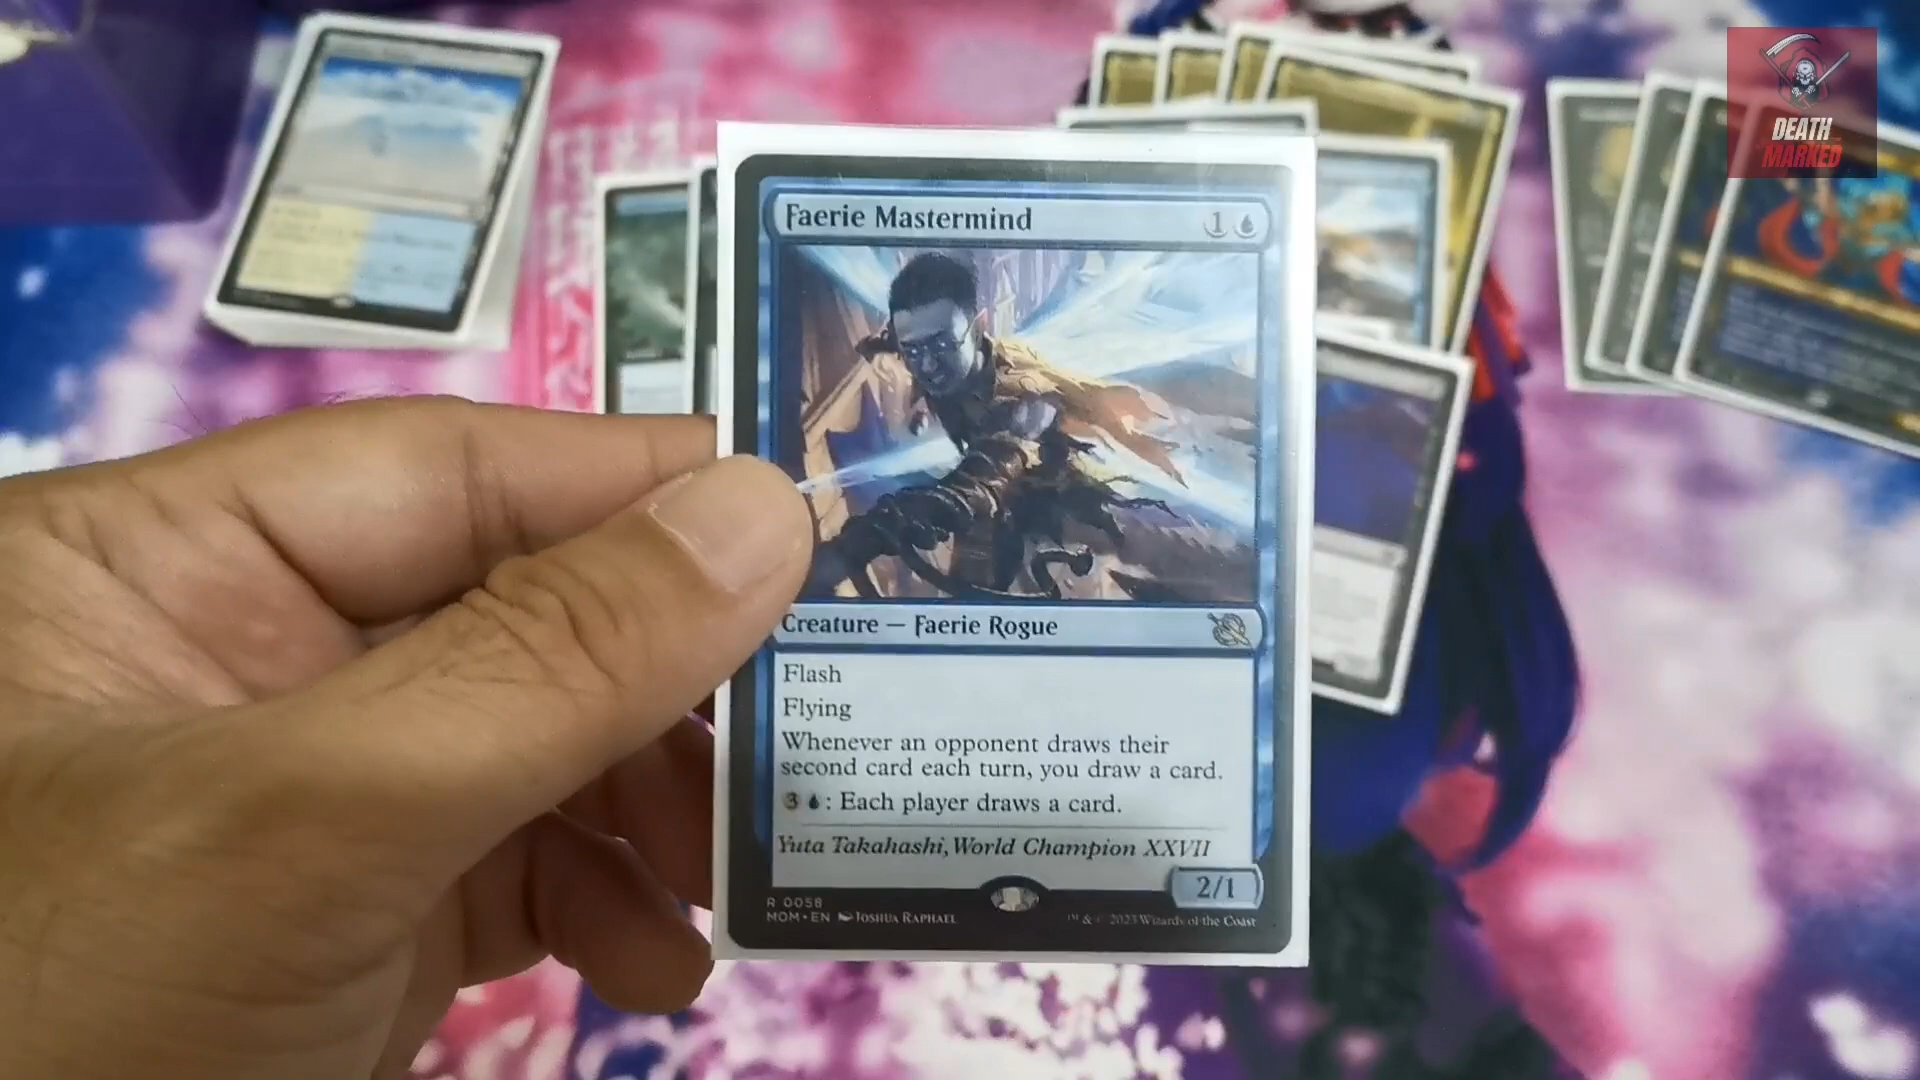 DEATH
MARKED
Faerie Mastermind 1
Creature — Faerie Rogue
Flash
Flying
Whenever an opponent draws their
second card each turn, you draw a card.
3 : Each player draws a card.
Yuta Takahashi, World Champion XXVII
2/1
R 0058
MOM • EN JOSHUA RAPHAEL
™ & © 2023 Wizards of the Coast